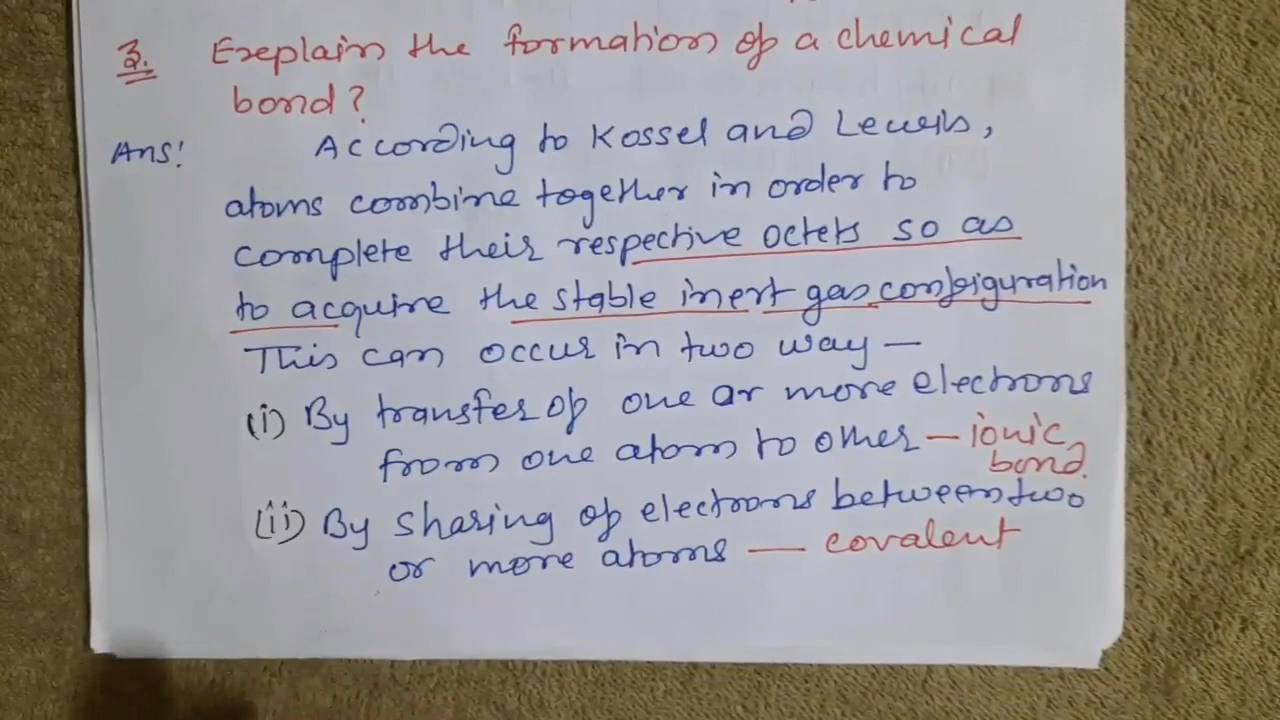 3. Explain the formation of a chemical
bond?
Ans! According to Kossel and Lewis,
atoms combine together in order to
complete their respective octets so as
to acquire the stable inert gas configuration
This can occur in two way —
(i) By transfer of one or more electrons
from one atom to other — ionic
bond.
(ii) By sharing of electrons between two
or more atoms — covalent